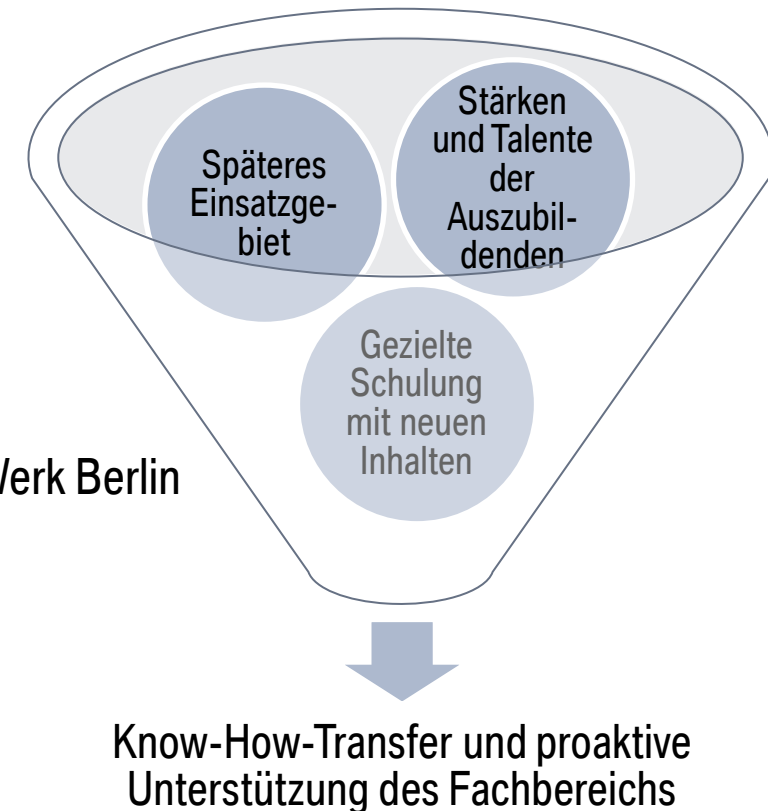 Späteres
Einsatzge-
biet
Stärken
und Talente
der
Auszubil-
denden
Gezielte
Schulung
mit neuen
Inhalten
Werk Berlin
Know-How-Transfer und proaktive
Unterstützung des Fachbereichs